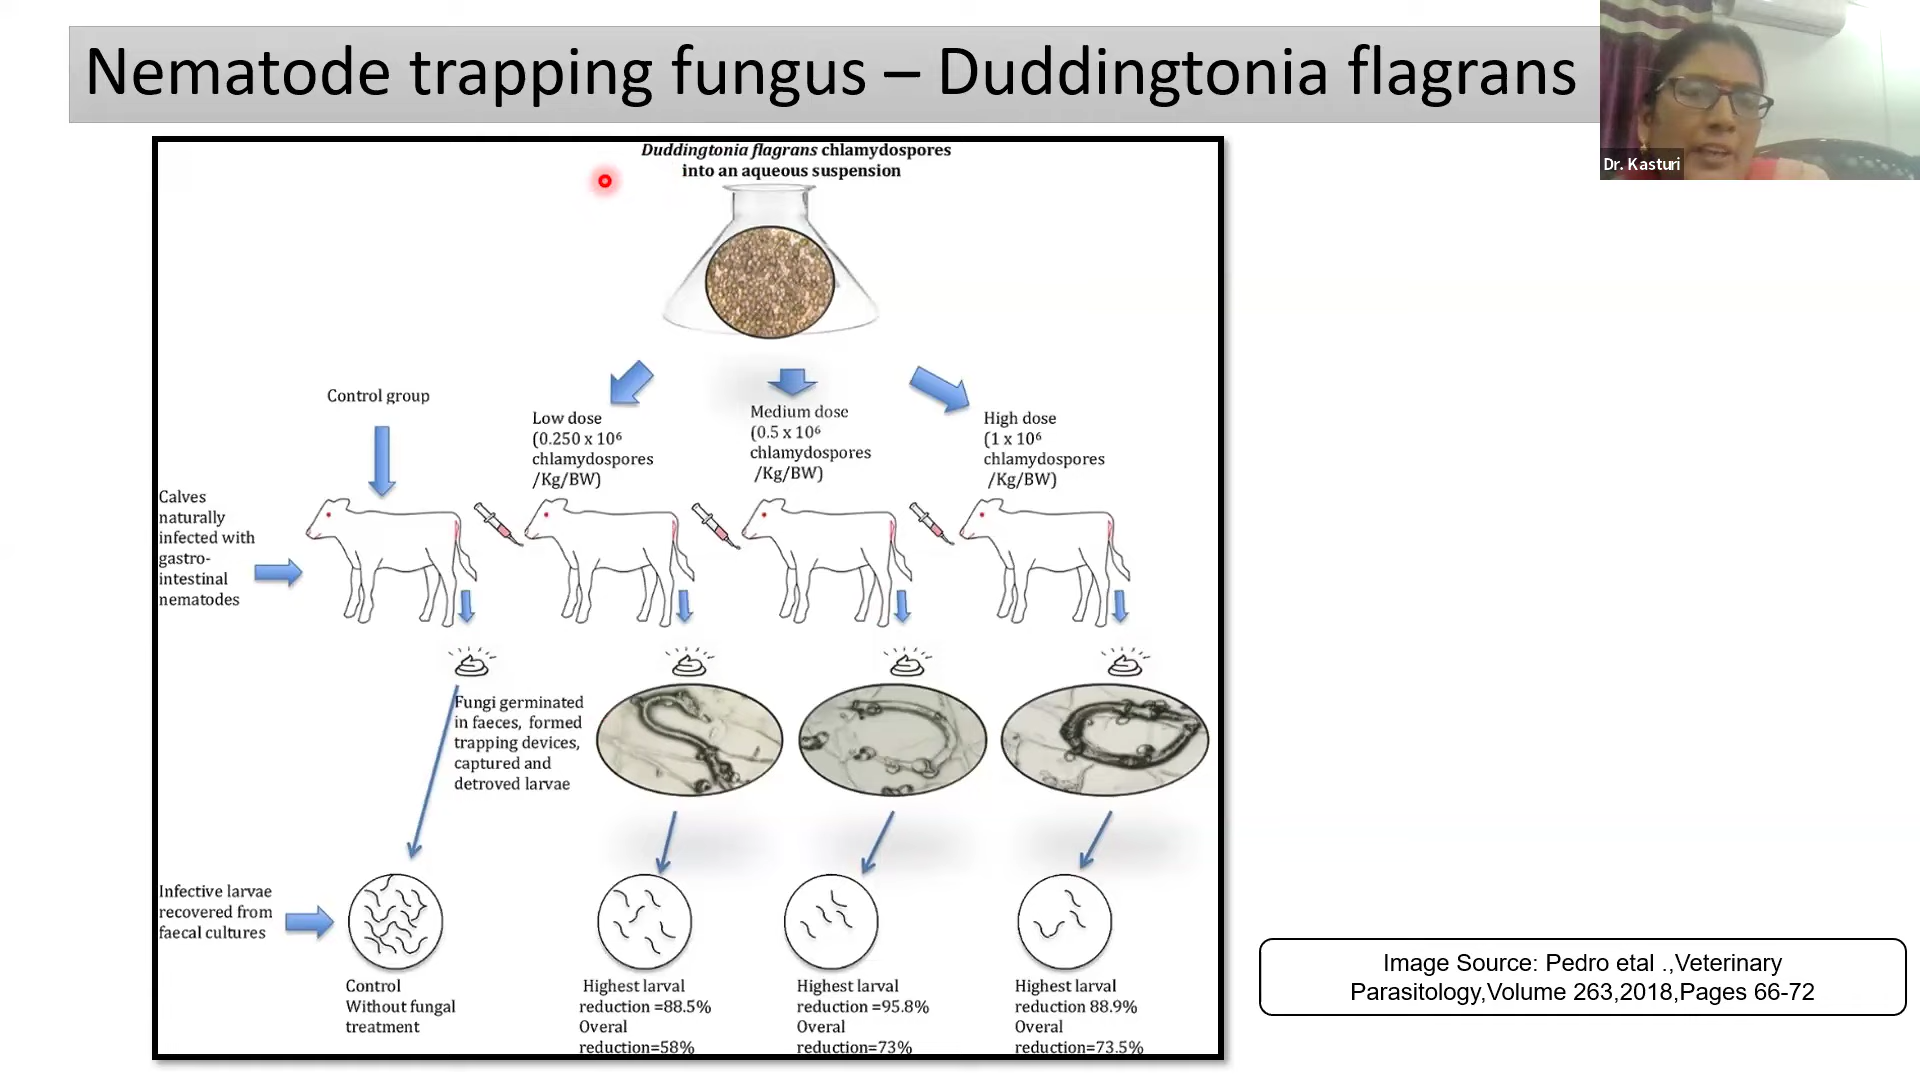 Nematode trapping fungus – Duddingtonia flagrans
Dr. Kasturi
Duddingtonia flagrans chlamydospores
into an aqueous suspension
Control group
Low dose
(0.250 x 10⁶
chlamydospores
/Kg/BW)
Medium dose
(0.5 x 10⁶
chlamydospores
/Kg/BW)
High dose
(1 x 10⁶
chlamydospores
/Kg/BW)
Calves
naturally
infected with
gastro-
intestinal
nematodes
Fungi germinated
in faeces, formed
trapping devices,
captured and
detroved larvae
Infective larvae
recovered from
faecal cultures
Control
Without fungal
treatment
Highest larval
reduction =88.5%
Overal
reduction=58%
Highest larval
reduction =95.8%
Overal
reduction=73%
Highest larval
reduction 88.9%
Overal
reduction=73.5%
Image Source: Pedro etal .,Veterinary
Parasitology,Volume 263,2018,Pages 66-72